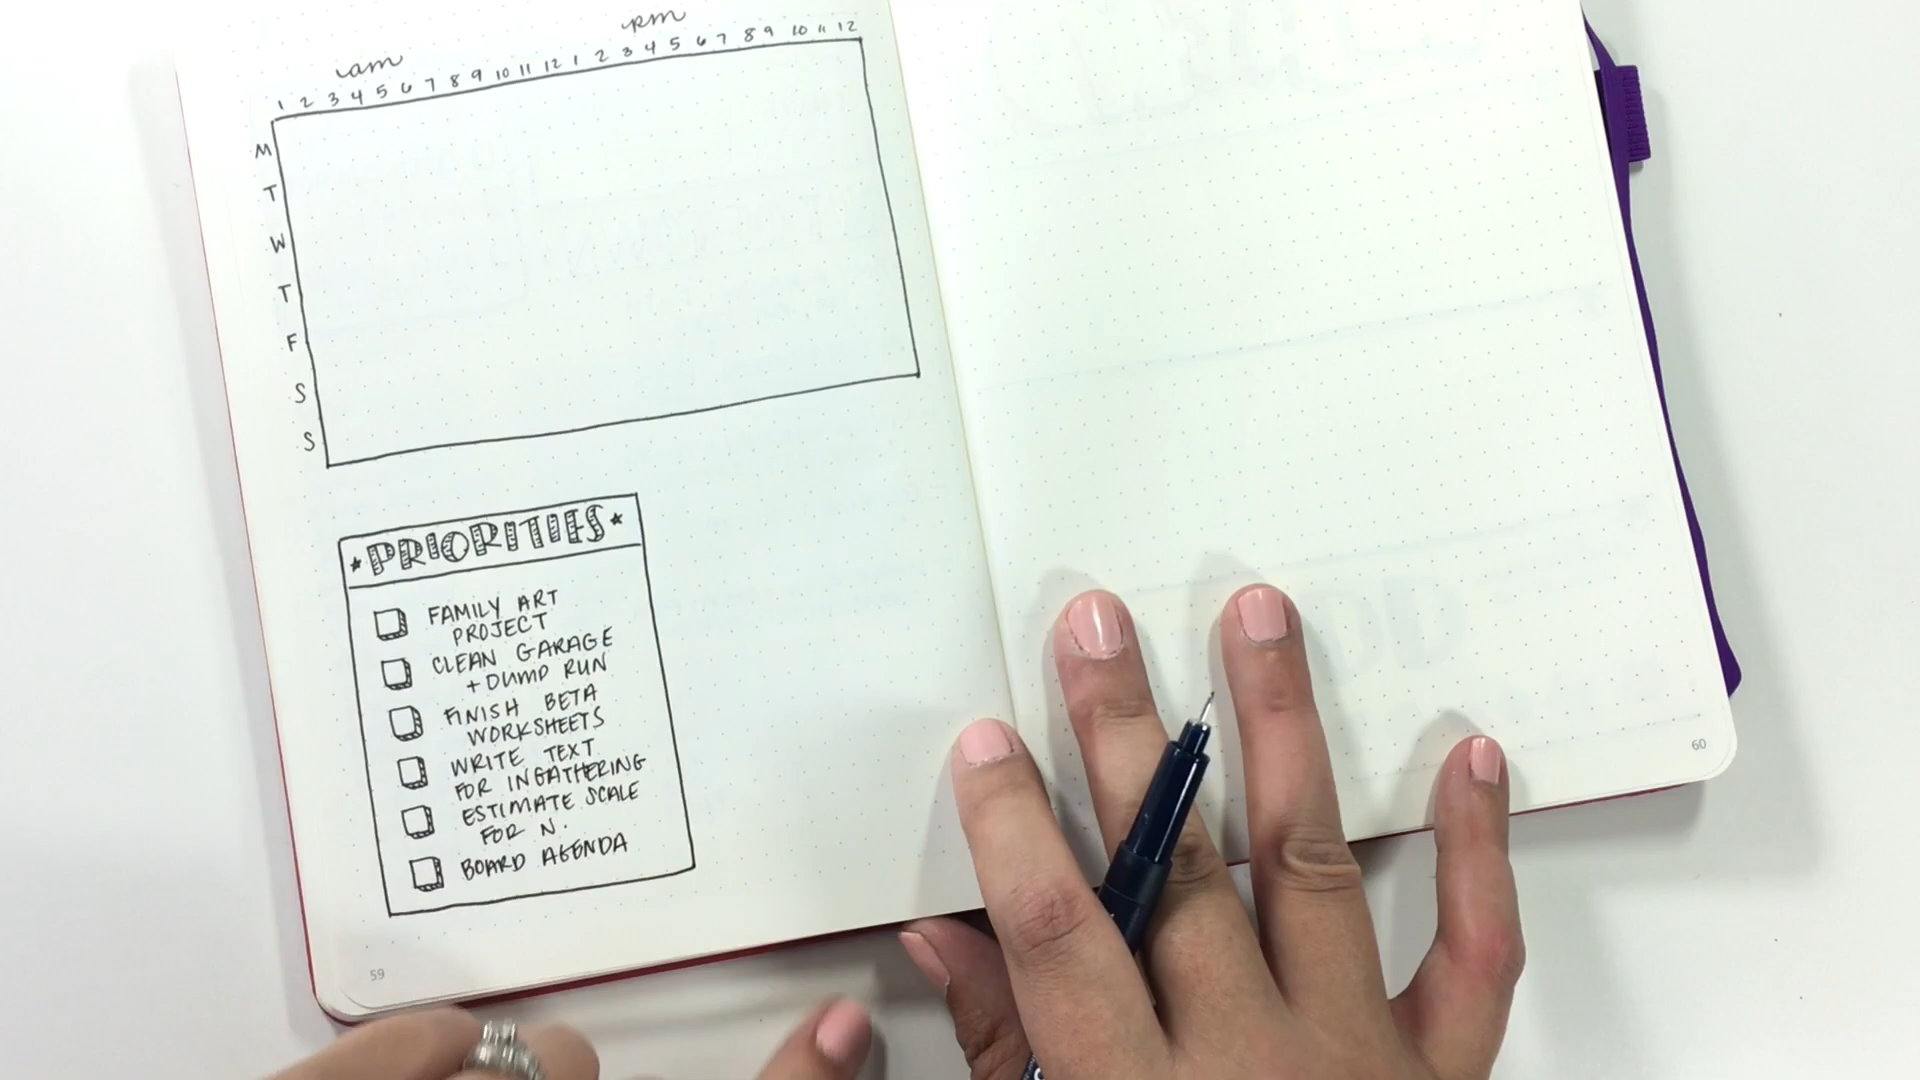 am pm
1 2 3 4 5 6 7 8 9 10 11 12 1 2 3 4 5 6 7 8 9 10 11 12
M
T
W
T
F
S
S
PRIORITIES
FAMILY ART
PROJECT
CLEAN GARAGE
+ DUMP RUN
FINISH BETA
WORKSHEETS
WRITE TEXT
FOR INGATHERING
ESTIMATE SCALE
FOR N.
BOARD AGENDA
59
60